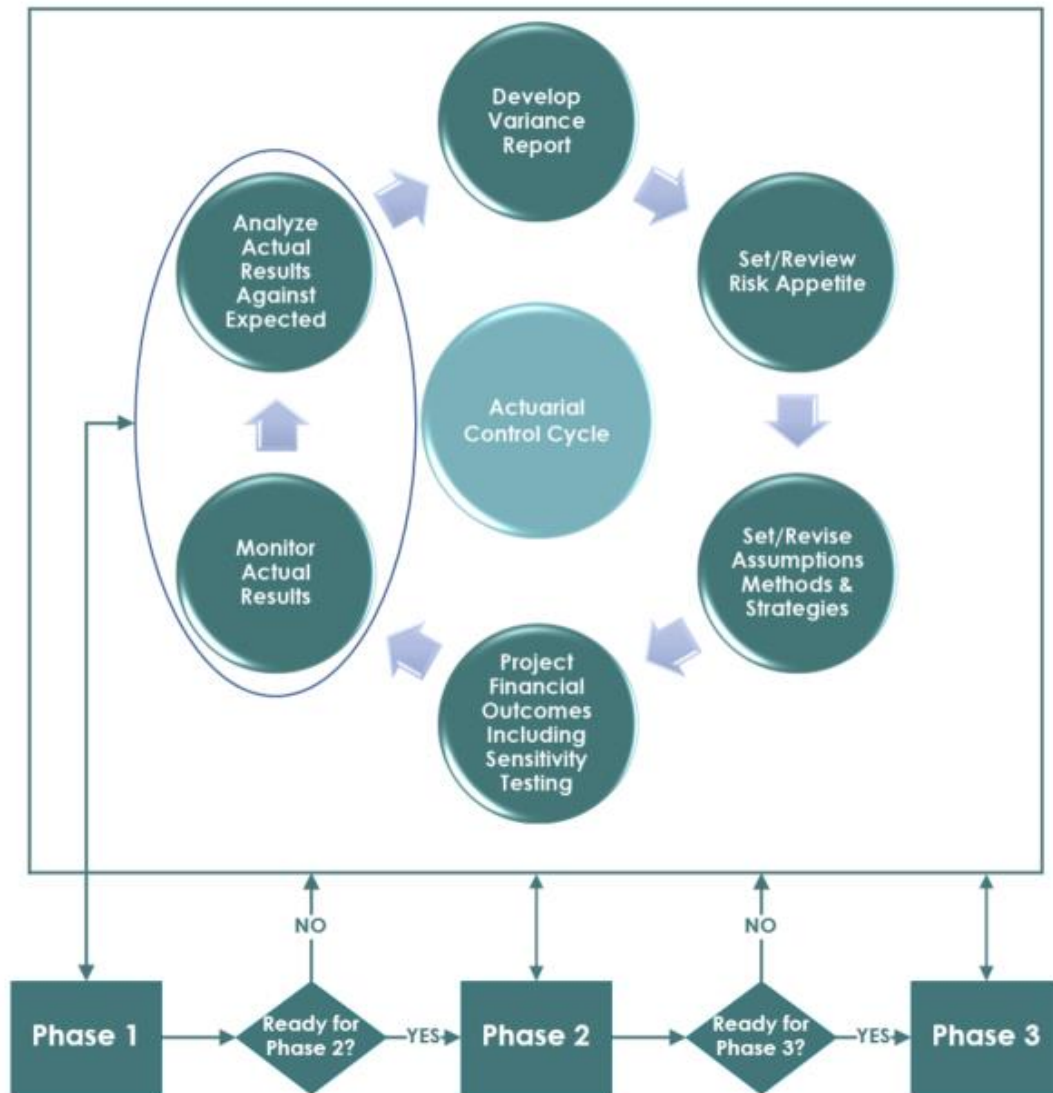 Develop
Variance
Report
Analyze
Actual
Results
Against
Expected
Set/Review
Risk Appetite
Actuarial
Control Cycle
Monitor
Actual
Results
Set/Revise
Assumptions
Methods &
Strategies
Project
Financial
Outcomes
Including
Sensitivity
Testing
NO
NO
Phase 1
Ready for
Phase 2?
YES
Phase 2
Ready for
Phase 3?
YES
Phase 3